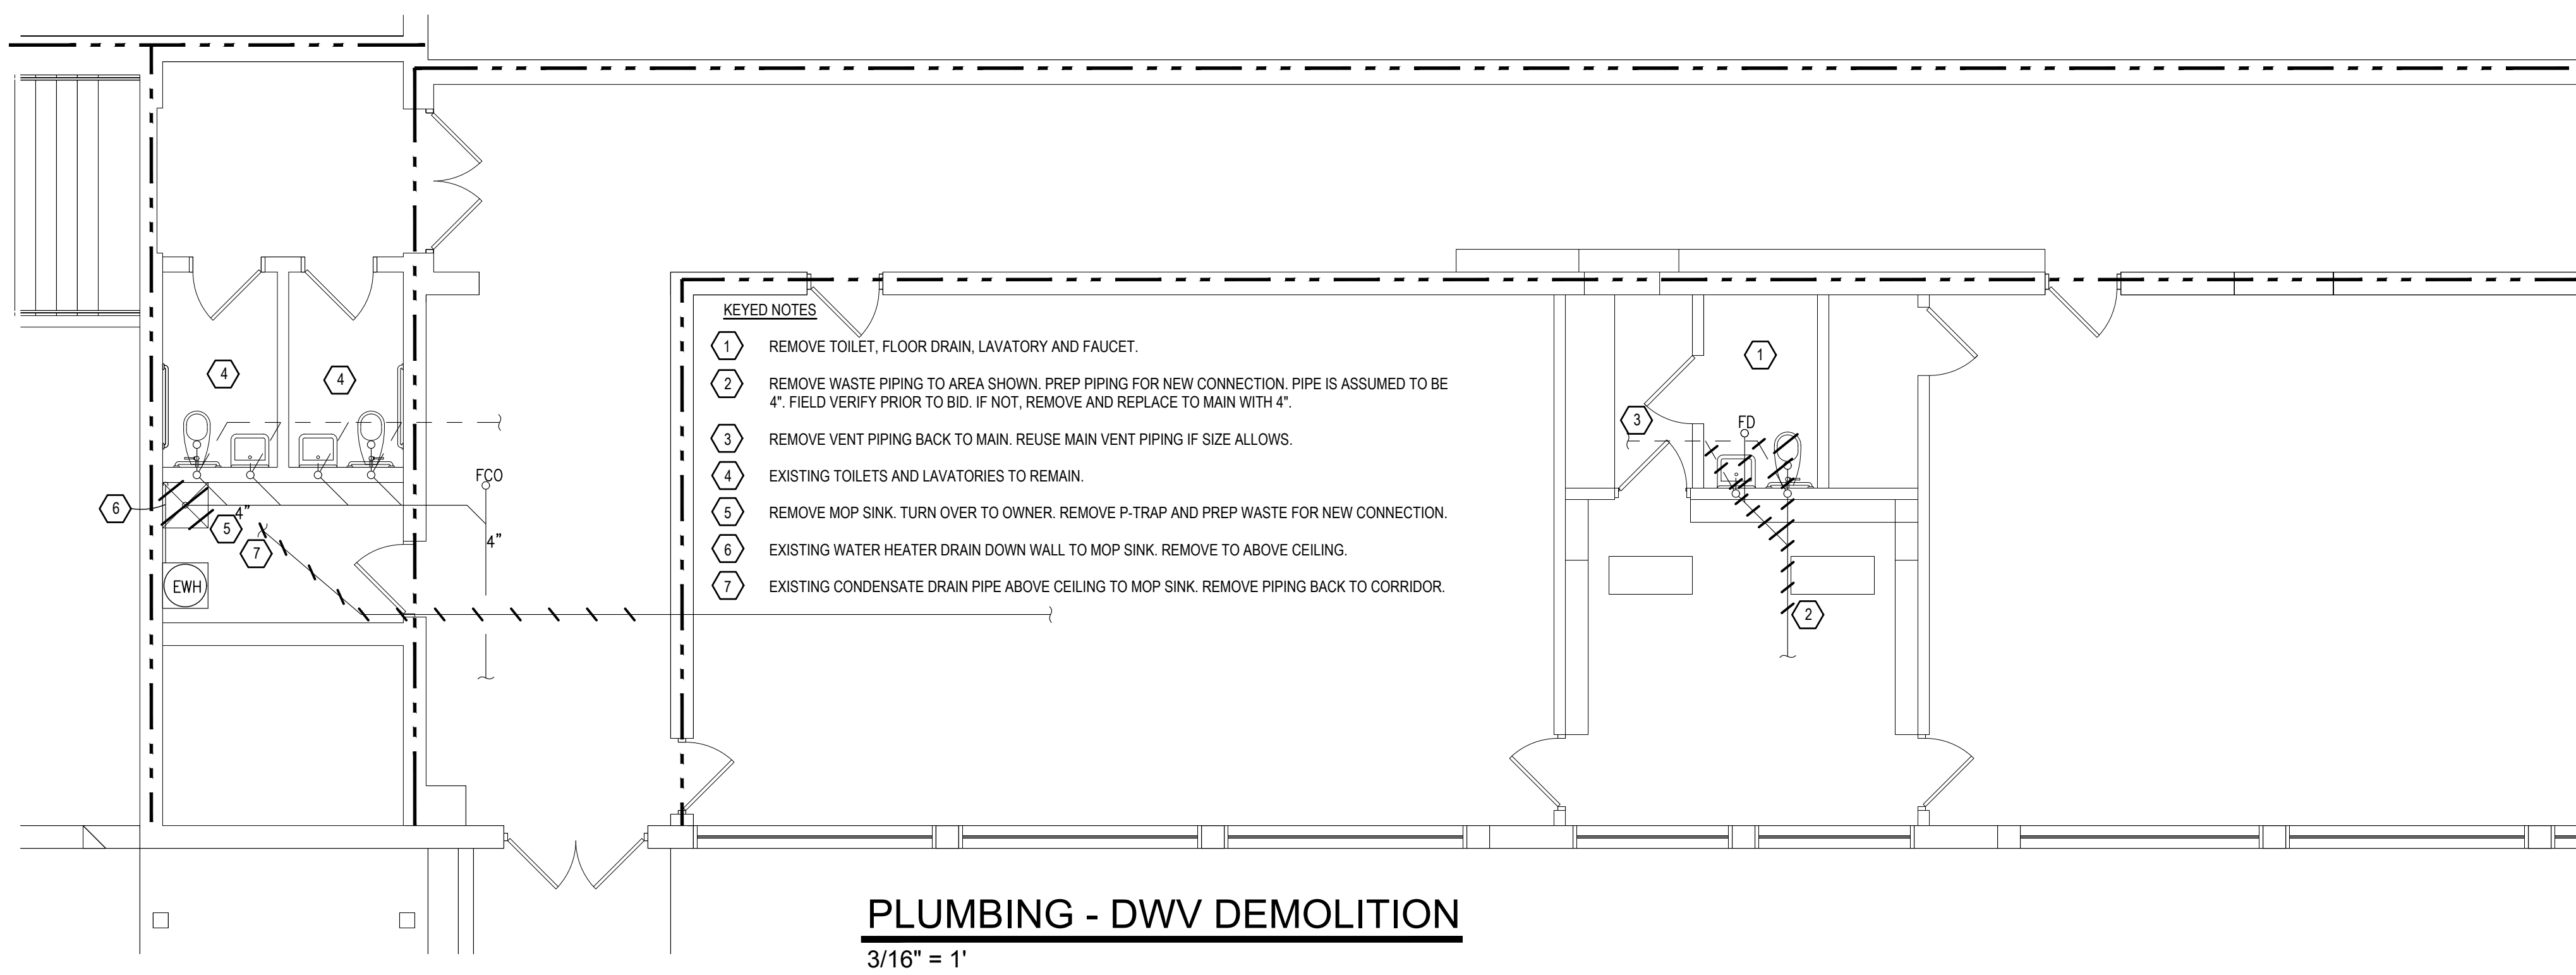 KEYED NOTES
1 REMOVE TOILET, FLOOR DRAIN, LAVATORY AND FAUCET.
2 REMOVE WASTE PIPING TO AREA SHOWN. PREP PIPING FOR NEW CONNECTION. PIPE IS ASSUMED TO BE
4". FIELD VERIFY PRIOR TO BID. IF NOT, REMOVE AND REPLACE TO MAIN WITH 4".
3 REMOVE VENT PIPING BACK TO MAIN. REUSE MAIN VENT PIPING IF SIZE ALLOWS.
4 EXISTING TOILETS AND LAVATORIES TO REMAIN.
5 REMOVE MOP SINK. TURN OVER TO OWNER. REMOVE P-TRAP AND PREP WASTE FOR NEW CONNECTION.
6 EXISTING WATER HEATER DRAIN DOWN WALL TO MOP SINK. REMOVE TO ABOVE CEILING.
7 EXISTING CONDENSATE DRAIN PIPE ABOVE CEILING TO MOP SINK. REMOVE PIPING BACK TO CORRIDOR.
4
4
FCO
6
4"
5
7
4"
EWH
1
3
FD
2
PLUMBING - DWV DEMOLITION
3/16" = 1'